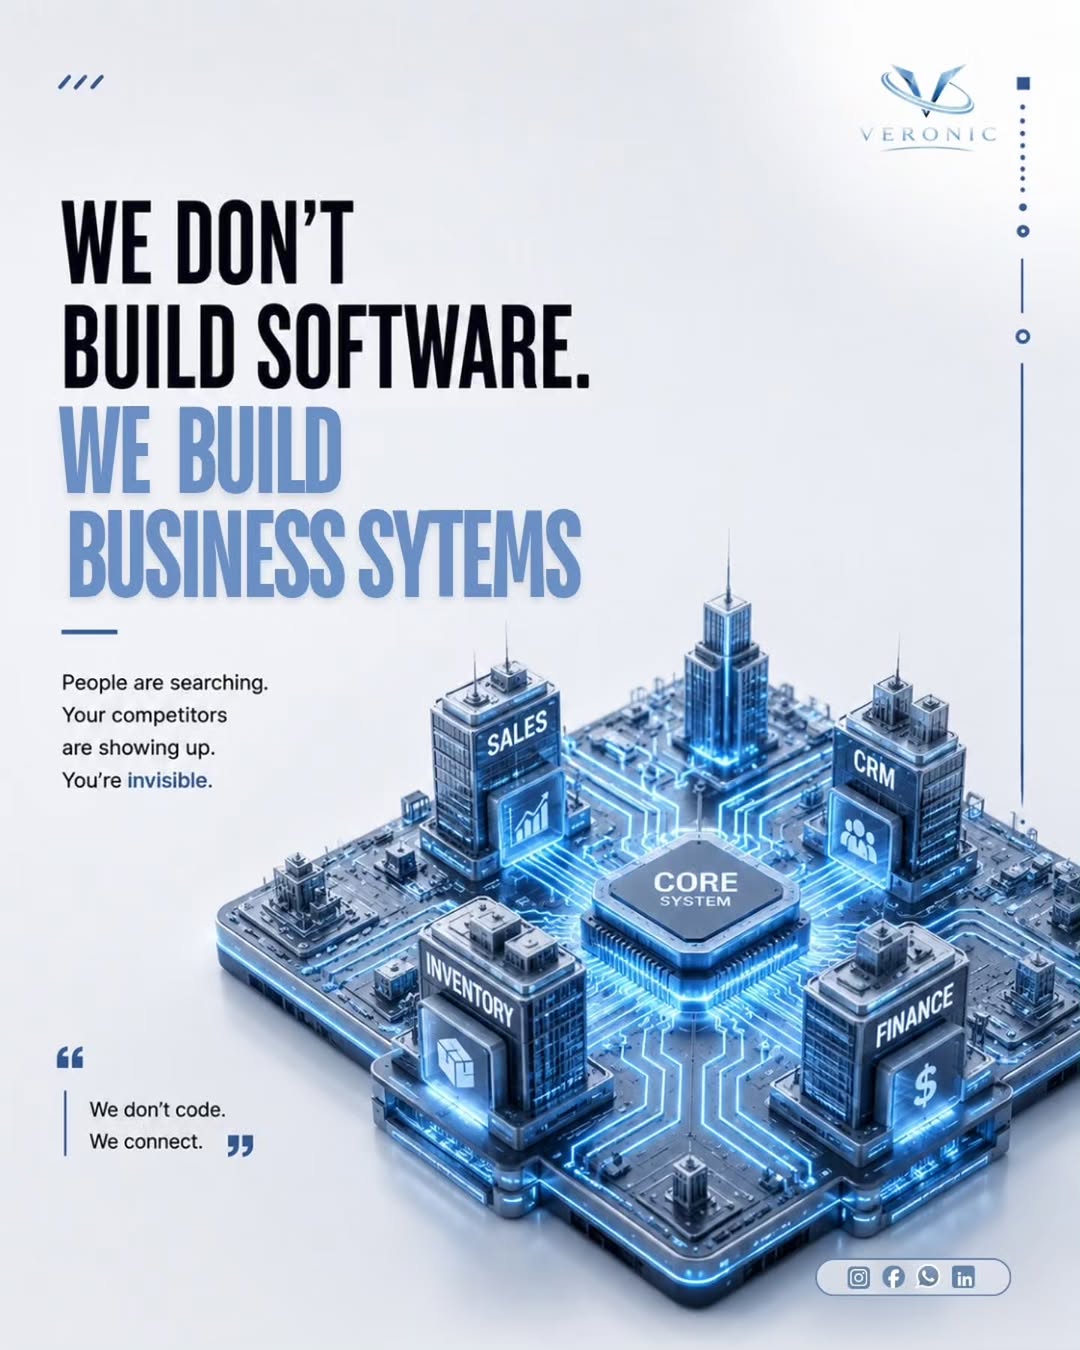 VERONIC
WE DON'T
BUILD SOFTWARE.
WE BUILD
BUSINESS SYTEMS
People are searching.
Your competitors
are showing up.
You're invisible.
SALES
CRM
CORE
SYSTEM
INVENTORY
FINANCE
$
“
We don't code.
We connect. ”